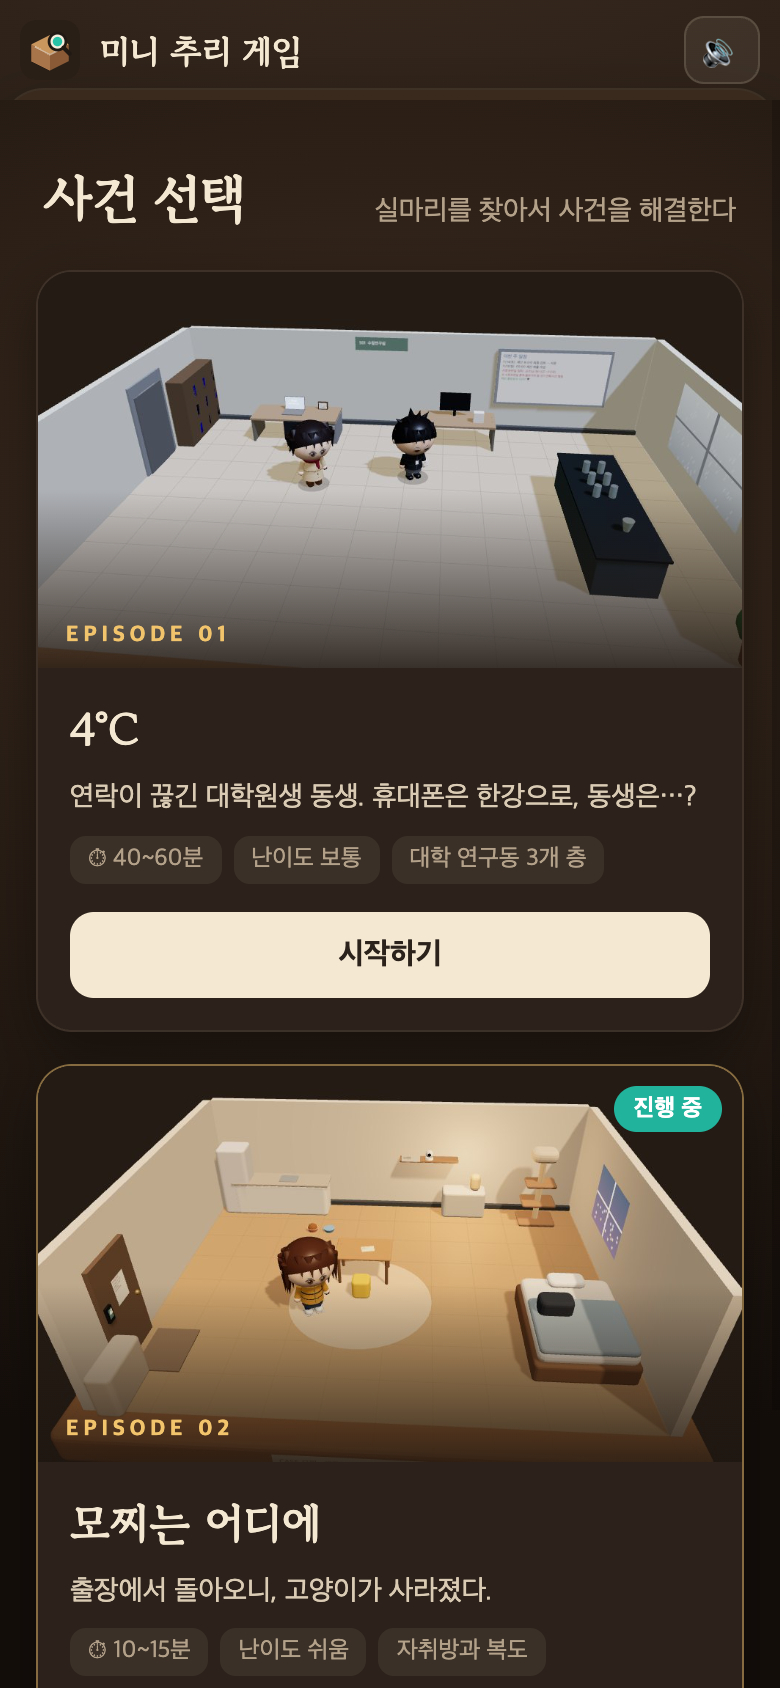 미니 추리 게임
사건 선택
실마리를 찾아서 사건을 해결한다
EPISODE 01
4℃
연락이 끊긴 대학원생 동생. 휴대폰은 한강으로, 동생은…?
⏱ 40~60분
난이도 보통
대학 연구동 3개 층
시작하기
진행 중
EPISODE 02
모찌는 어디에
출장에서 돌아오니, 고양이가 사라졌다.
⏱ 10~15분
난이도 쉬움
자취방과 복도